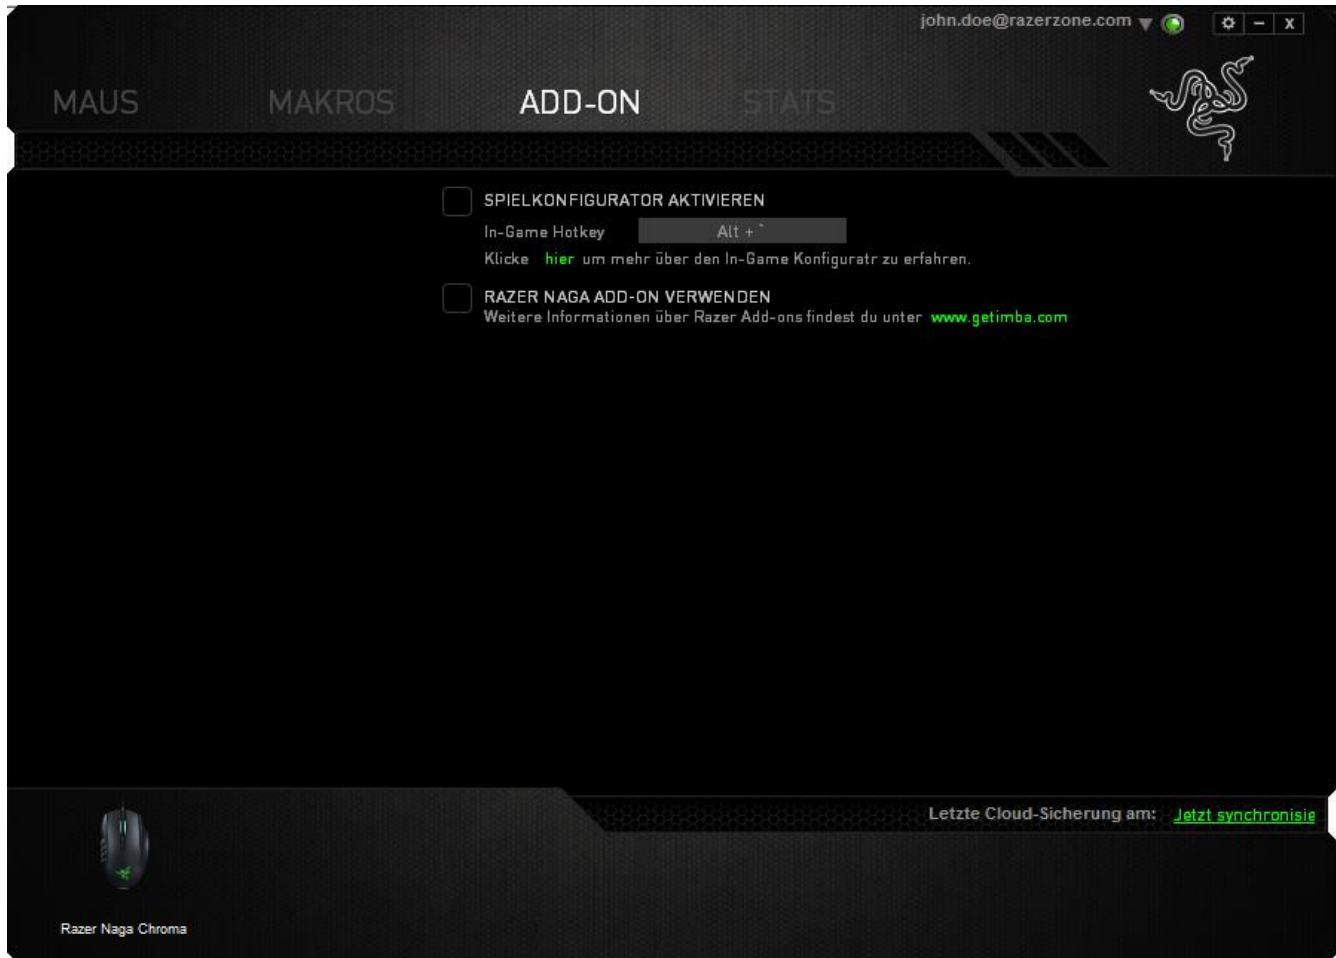 john.doe@razerzone.com
X
MAUS MAKROS ADD-ON STATS
SPIELKONFIGURATOR AKTIVIEREN
In-Game Hotkey Alt + `
Klicke hier um mehr über den In-Game Konfiguratr zu erfahren.
RAZER NAGA ADD-ON VERWENDEN
Weitere Informationen über Razer Add-ons findest du unter www.getimba.com
Letzte Cloud-Sicherung am: Jetzt synchronisie
Razer Naga Chroma